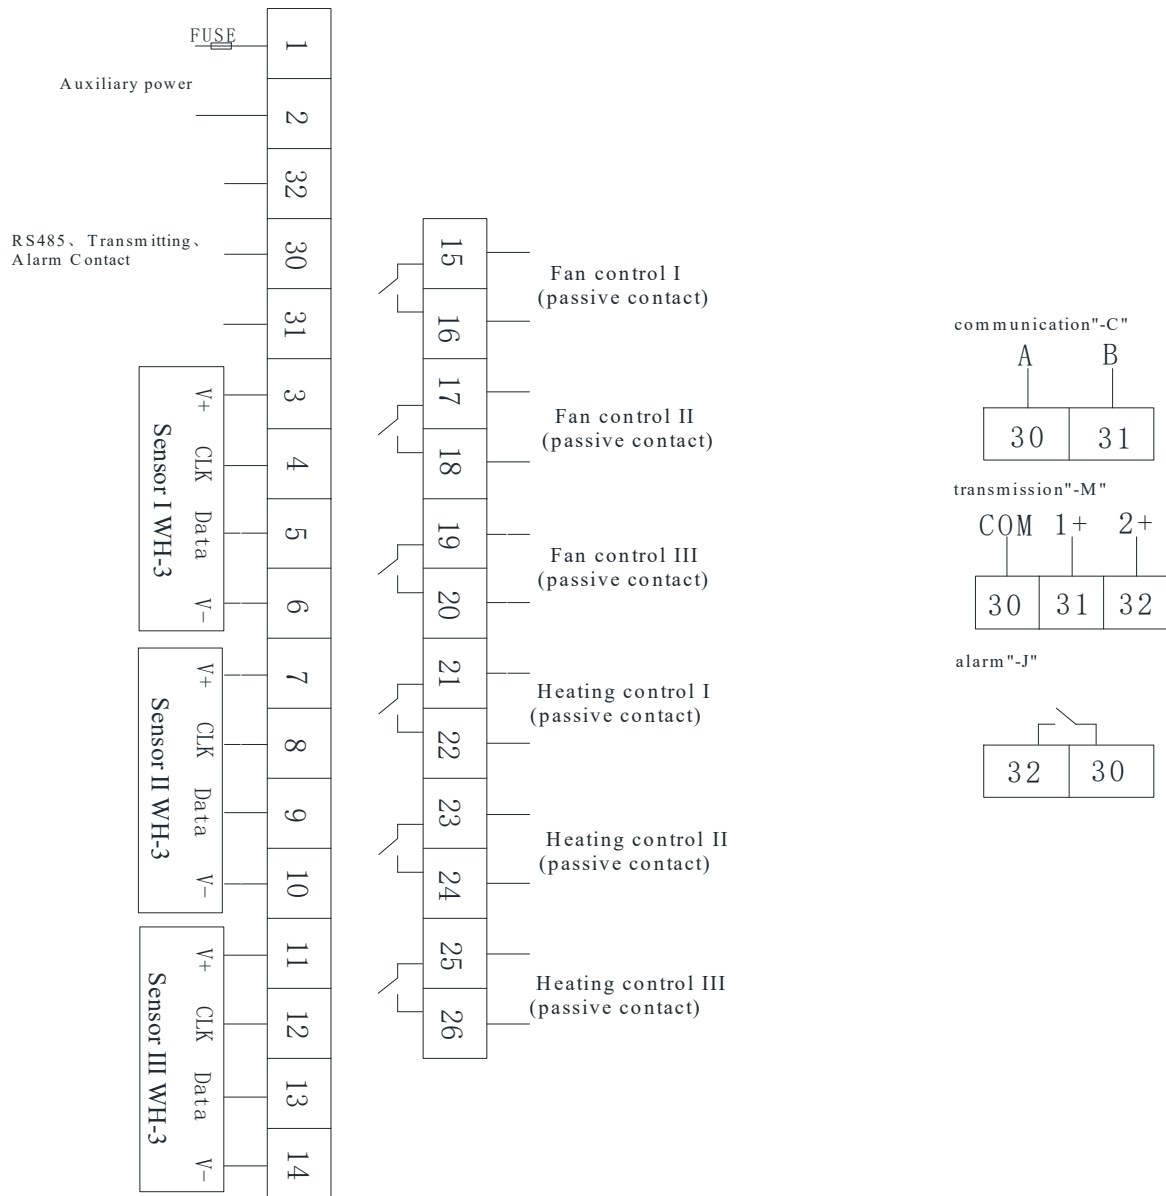 FUSE
1
Auxiliary power
2
32
RS485、Transmitting、
Alarm Contact
30
31
Sensor I WH-3
V+
3
CLK
4
Data
5
V-
6
Sensor II WH-3
V+
7
CLK
8
Data
9
V-
10
Sensor III WH-3
V+
11
CLK
12
Data
13
V-
14
15
Fan control I
(passive contact)
16
17
Fan control II
(passive contact)
18
19
Fan control III
(passive contact)
20
21
Heating control I
(passive contact)
22
23
Heating control II
(passive contact)
24
25
Heating control III
(passive contact)
26
communication"-C"
A B
30 31
transmission"-M"
COM 1+ 2+
30 31 32
alarm"-J"
32 30